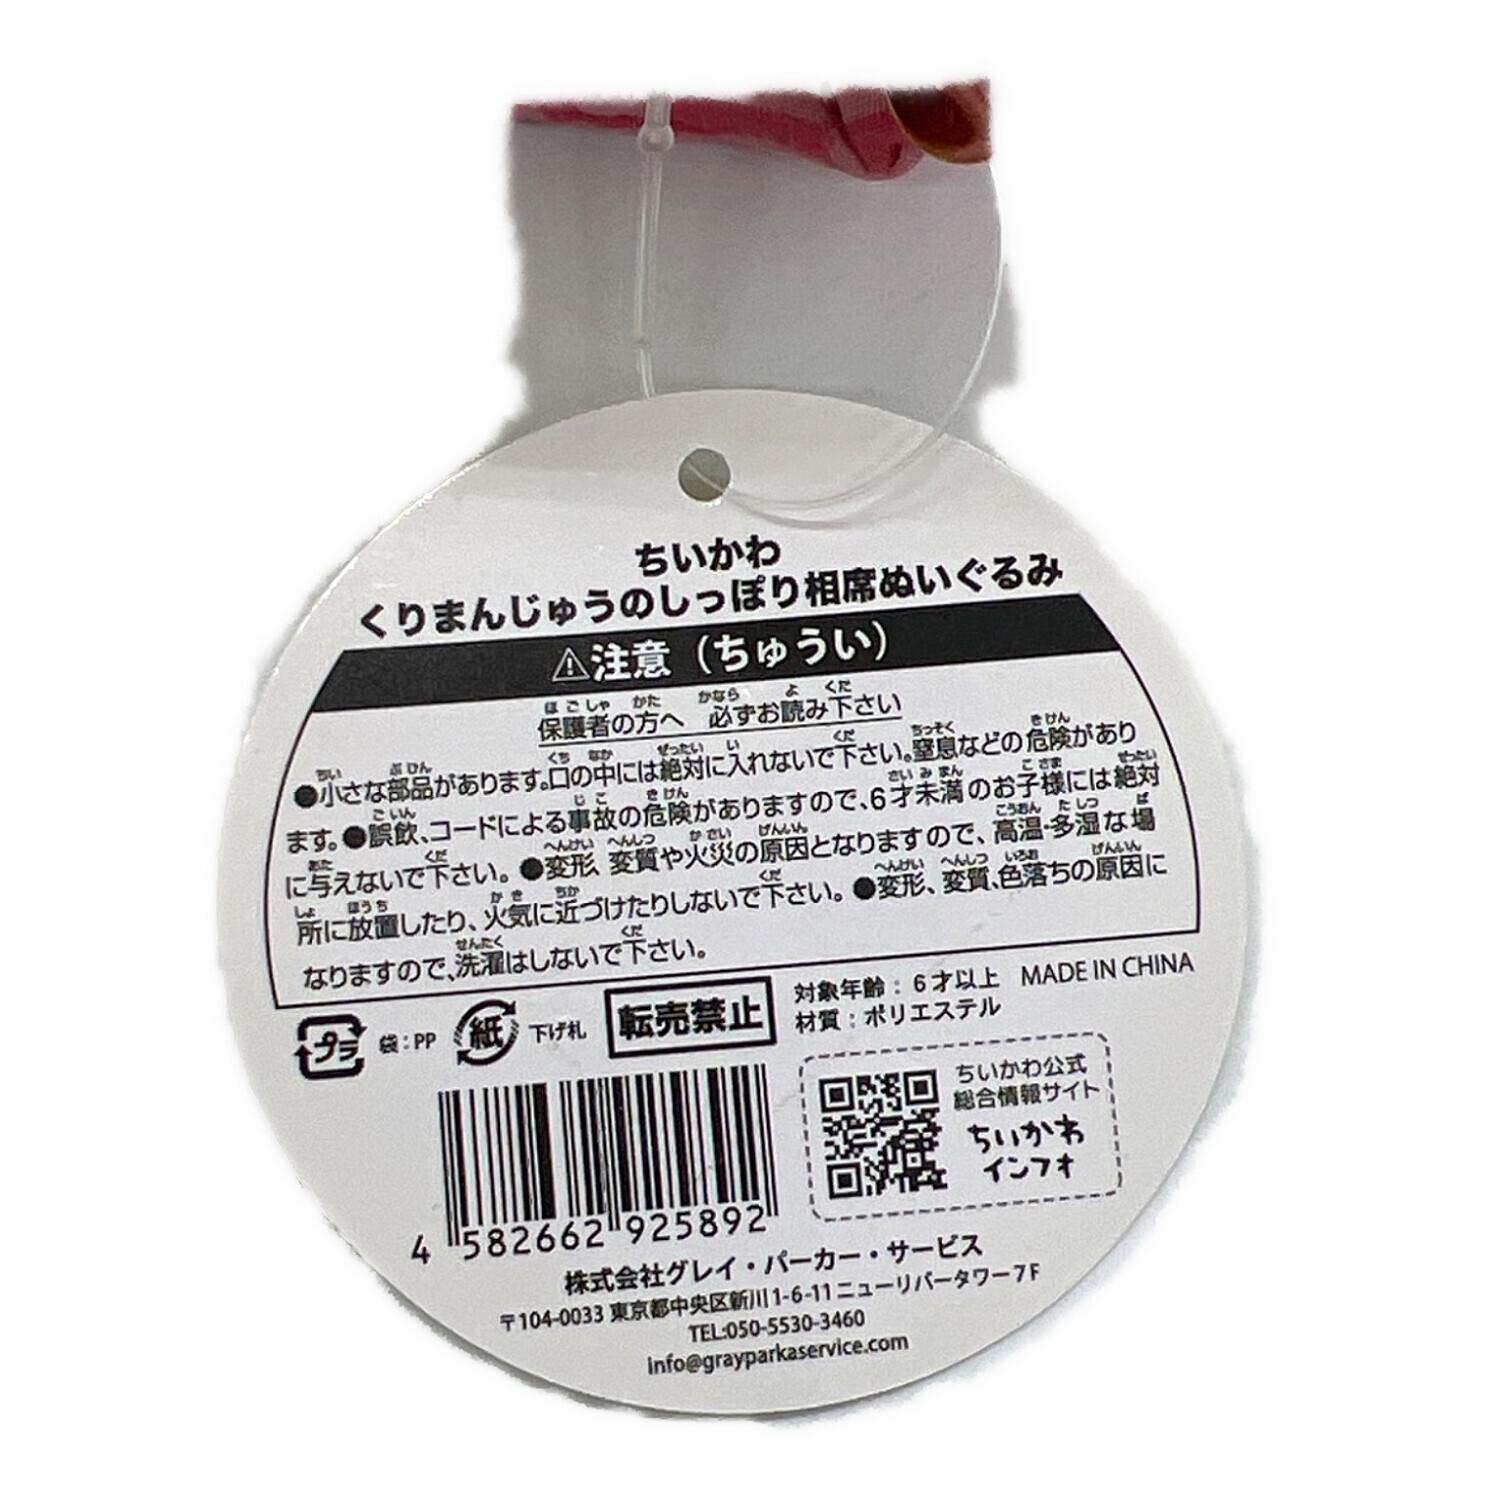 ちいかわ
くりまんじゅうのしっぽり相席ぬいぐるみ
⚠注意（ちゅうい）
保護者の方へ 必ずお読み下さい
●小さな部品があります。口の中には絶対に入れないで下さい。窒息などの危険があり
ます。●誤飲、コードによる事故の危険がありますので、6才未満のお子様には絶対
に与えないで下さい。●変形、変質や火災の原因となりますので、高温・多湿な場
所に放置したり、火気に近づけたりしないで下さい。●変形、変質、色落ちの原因に
なりますので、洗濯はしないで下さい。
プラ 袋：PP 紙 下げ札 転売禁止
対象年齢：6才以上 MADE IN CHINA
材質：ポリエステル
ちいかわ公式
総合情報サイト
ちいかわ
インフォ
4 582662 925892
株式会社グレイ・パーカー・サービス
〒104-0033 東京都中央区新川1-6-11ニューリバータワー7F
TEL:050-5530-3460
info@grayparkaservice.com